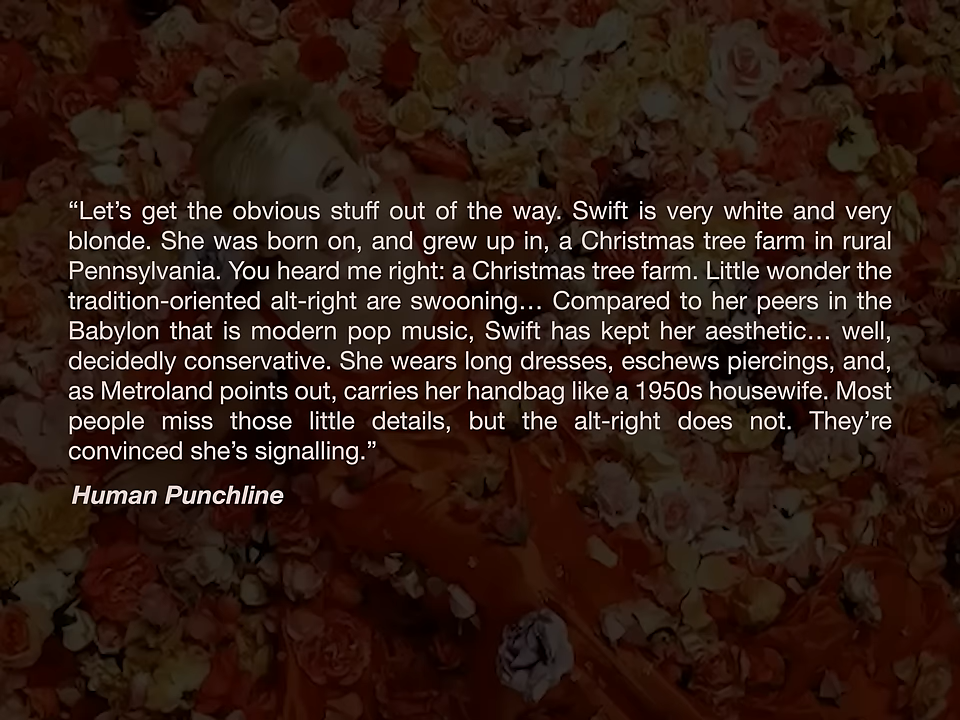 “Let’s get the obvious stuff out of the way. Swift is very white and very
blonde. She was born on, and grew up in, a Christmas tree farm in rural
Pennsylvania. You heard me right: a Christmas tree farm. Little wonder the
tradition-oriented alt-right are swooning… Compared to her peers in the
Babylon that is modern pop music, Swift has kept her aesthetic… well,
decidedly conservative. She wears long dresses, eschews piercings, and,
as Metroland points out, carries her handbag like a 1950s housewife. Most
people miss those little details, but the alt-right does not. They’re
convinced she’s signalling.”
Human Punchline